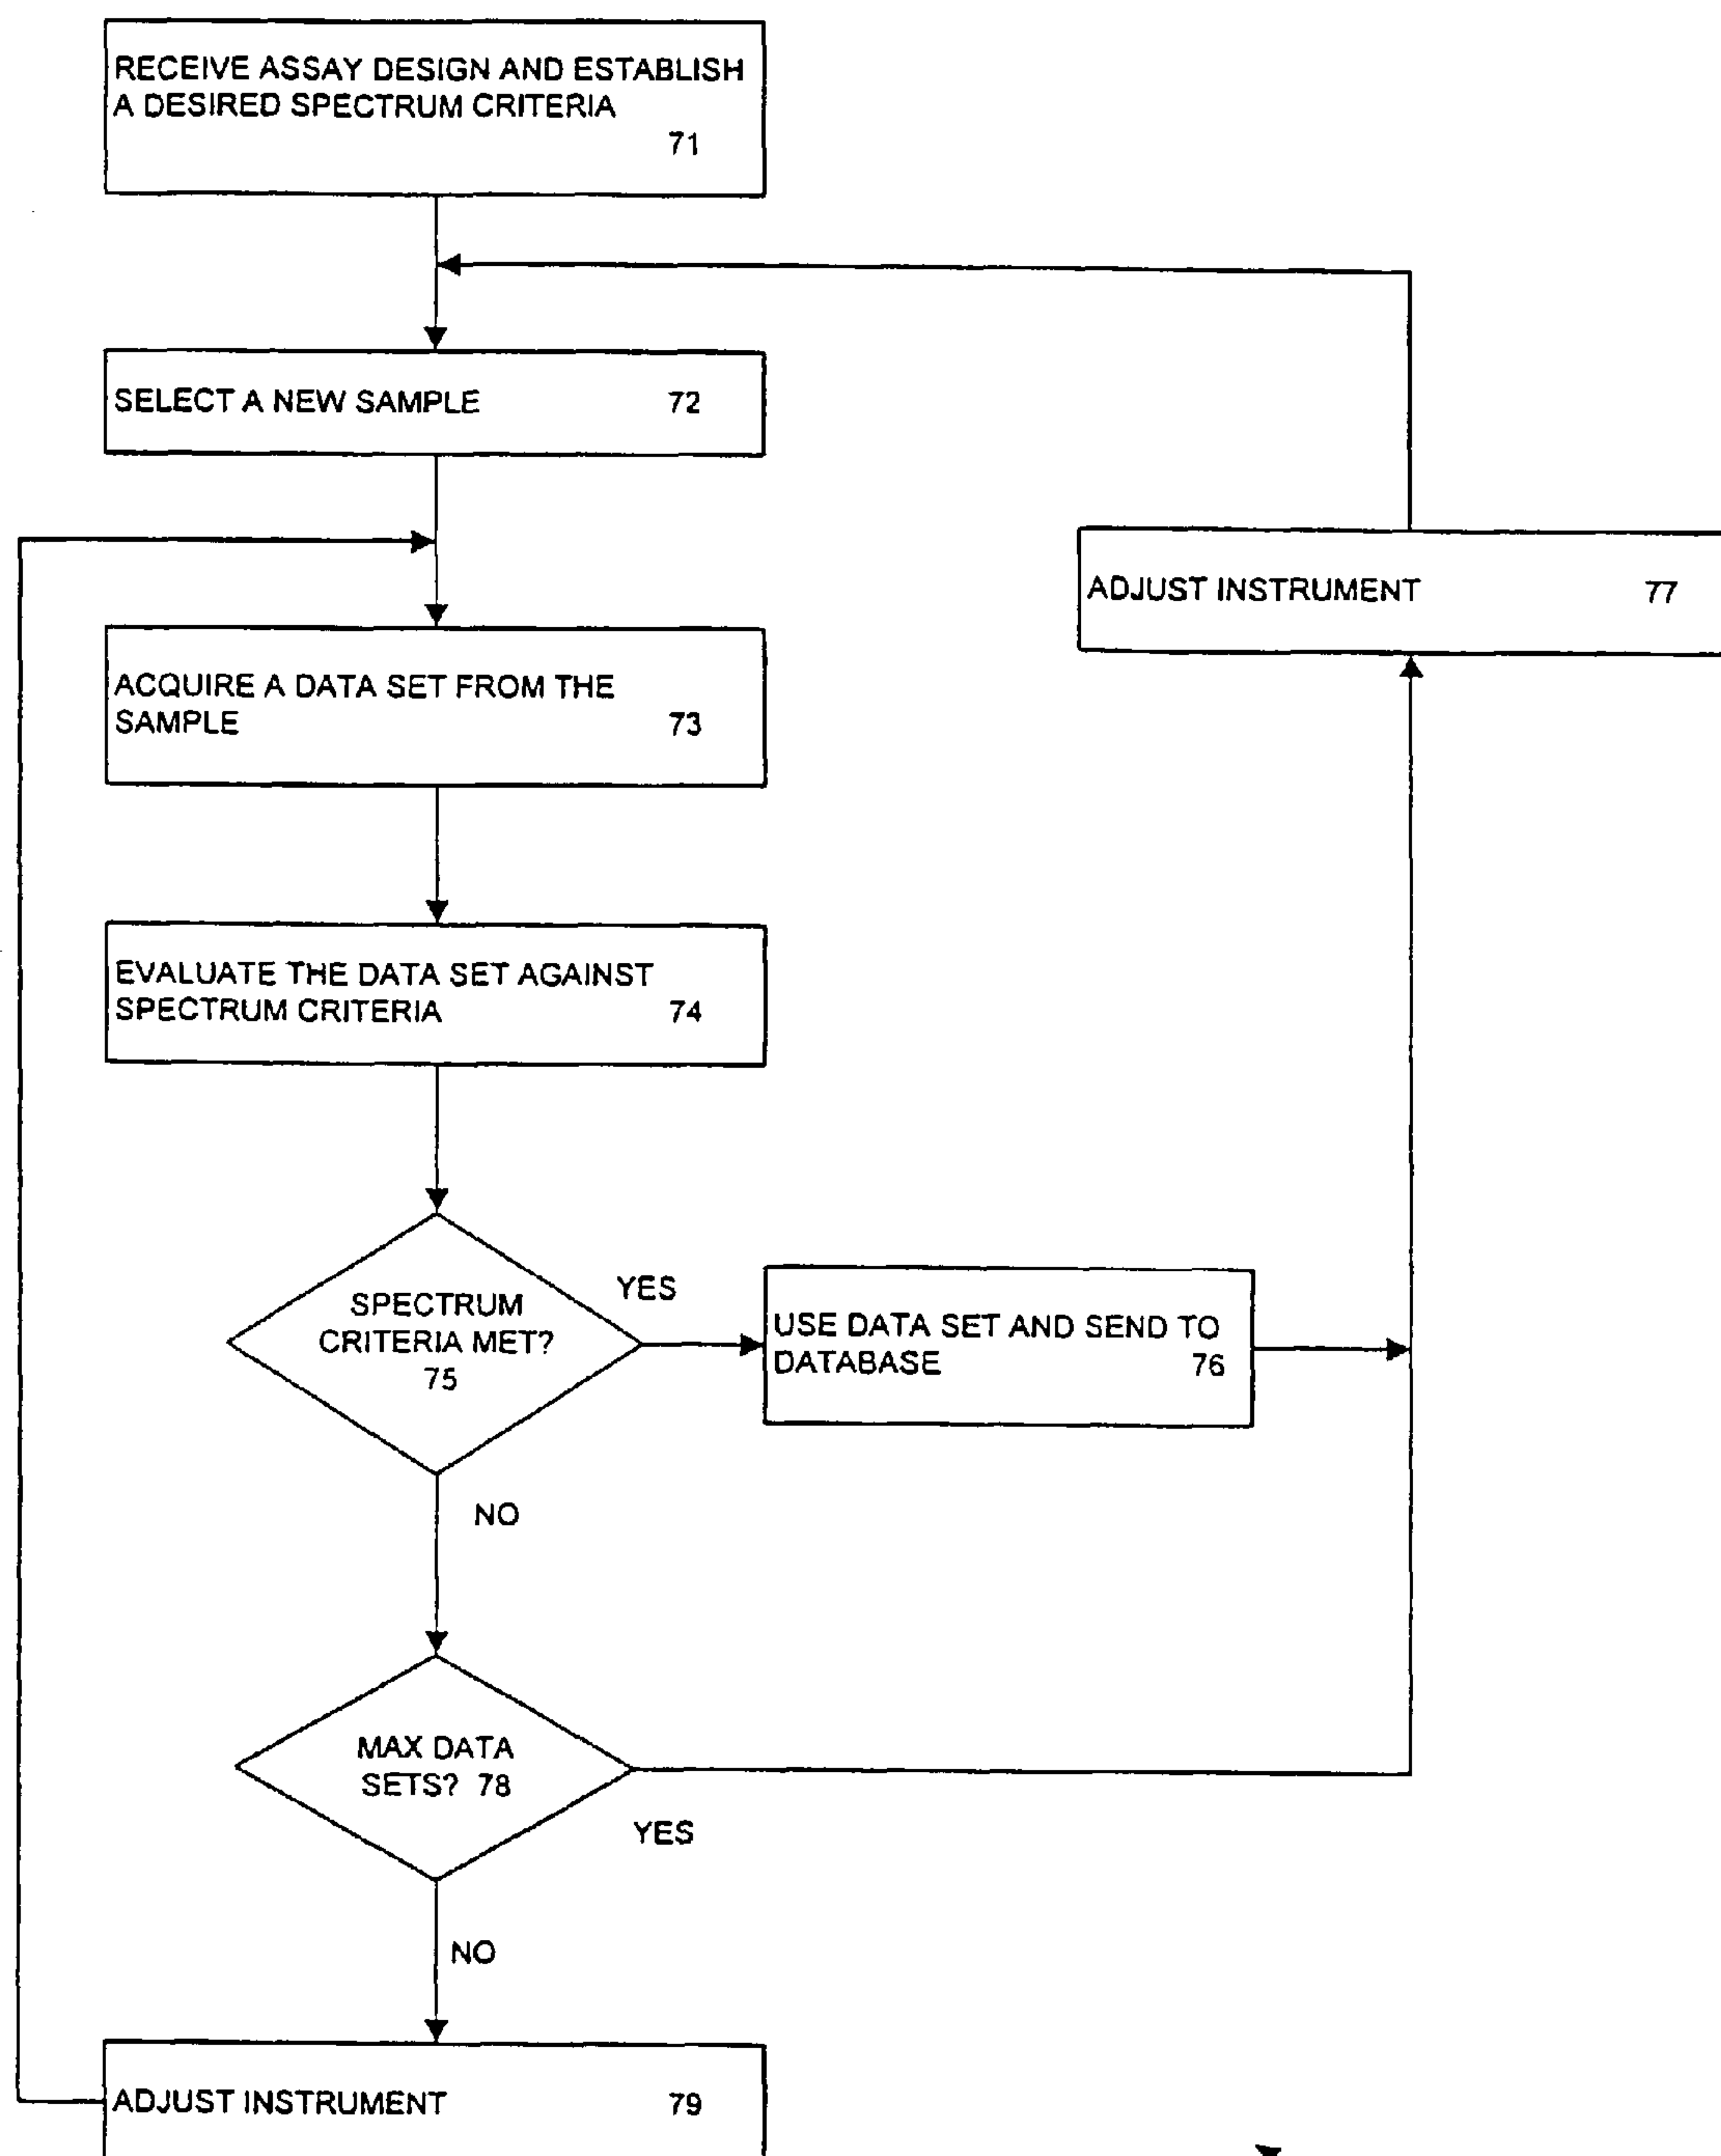 RECEIVE ASSAY DESIGN AND ESTABLISH
A DESIRED SPECTRUM CRITERIA
71
SELECT A NEW SAMPLE 72
ADJUST INSTRUMENT 77
ACQUIRE A DATA SET FROM THE
SAMPLE 73
EVALUATE THE DATA SET AGAINST
SPECTRUM CRITERIA 74
SPECTRUM
CRITERIA MET?
75
YES
USE DATA SET AND SEND TO
DATABASE 76
NO
MAX DATA
SETS? 78
YES
NO
ADJUST INSTRUMENT 79